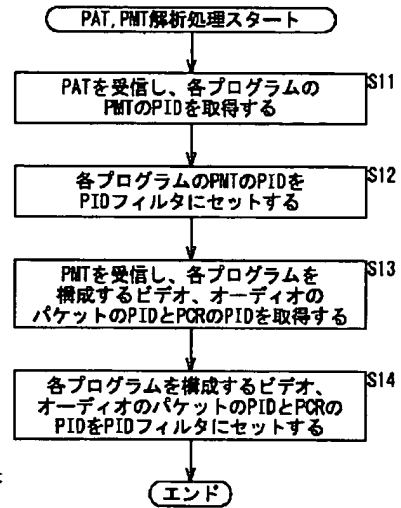 PAT,PMT解析処理スタート
S11
PATを受信し、各プログラムの
PMTのPIDを取得する
S12
各プログラムのPMTのPIDを
PIDフィルタにセットする
S13
PMTを受信し、各プログラムを
構成するビデオ、オーディオの
パケットのPIDとPCRのPIDを取得する
S14
各プログラムを構成するビデオ、
オーディオのパケットのPIDとPCRの
PIDをPIDフィルタにセットする
エンド